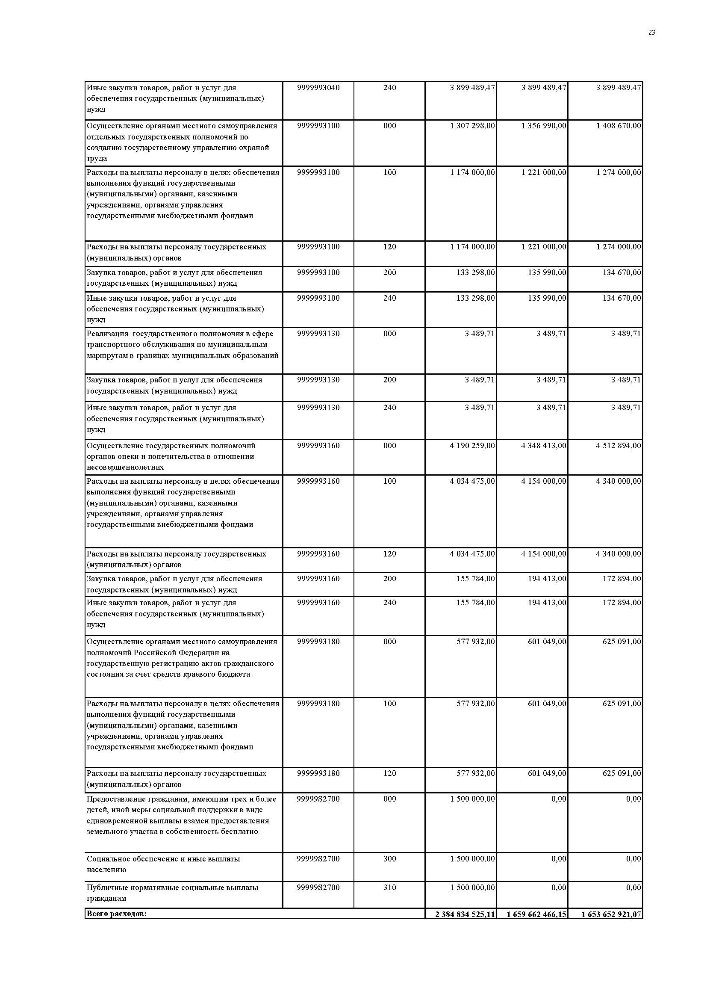 23
Иные закупки товаров, работ и услуг для 9999993040 240 3 899 489,47 3 899 489,47 3 899 489,47
обеспечения государственных (муниципальных)
нужд
Осуществление органами местного самоуправления 9999993100 000 1 307 298,00 1 356 990,00 1 408 670,00
отдельных государственных полномочий по
созданию государственному управлению охраной
труда
Расходы на выплаты персоналу в целях обеспечения 9999993100 100 1 174 000,00 1 221 000,00 1 274 000,00
выполнения функций государственными
(муниципальными) органами, казенными
учреждениями, органами управления
государственными внебюджетными фондами
Расходы на выплаты персоналу государственных 9999993100 120 1 174 000,00 1 221 000,00 1 274 000,00
(муниципальных) органов
Закупка товаров, работ и услуг для обеспечения 9999993100 200 133 298,00 135 990,00 134 670,00
государственных (муниципальных) нужд
Иные закупки товаров, работ и услуг для 9999993100 240 133 298,00 135 990,00 134 670,00
обеспечения государственных (муниципальных)
нужд
Реализация  государственного полномочия в сфере 9999993130 000 3 489,71 3 489,71 3 489,71
транспортного обслуживания по муниципальным
маршрутам в границах муниципальных образований
Закупка товаров, работ и услуг для обеспечения 9999993130 200 3 489,71 3 489,71 3 489,71
государственных (муниципальных) нужд
Иные закупки товаров, работ и услуг для 9999993130 240 3 489,71 3 489,71 3 489,71
обеспечения государственных (муниципальных)
нужд
Осуществление государственных полномочий 9999993160 000 4 190 259,00 4 348 413,00 4 512 894,00
органов опеки и попечительства в отношении
несовершеннолетних
Расходы на выплаты персоналу в целях обеспечения 9999993160 100 4 034 475,00 4 154 000,00 4 340 000,00
выполнения функций государственными
(муниципальными) органами, казенными
учреждениями, органами управления
государственными внебюджетными фондами
Расходы на выплаты персоналу государственных 9999993160 120 4 034 475,00 4 154 000,00 4 340 000,00
(муниципальных) органов
Закупка товаров, работ и услуг для обеспечения 9999993160 200 155 784,00 194 413,00 172 894,00
государственных (муниципальных) нужд
Иные закупки товаров, работ и услуг для 9999993160 240 155 784,00 194 413,00 172 894,00
обеспечения государственных (муниципальных)
нужд
Осуществление органами местного самоуправления 9999993180 000 577 932,00 601 049,00 625 091,00
полномочий Российской Федерации на
государственную регистрацию актов гражданского
состояния за счет средств краевого бюджета
Расходы на выплаты персоналу в целях обеспечения 9999993180 100 577 932,00 601 049,00 625 091,00
выполнения функций государственными
(муниципальными) органами, казенными
учреждениями, органами управления
государственными внебюджетными фондами
Расходы на выплаты персоналу государственных 9999993180 120 577 932,00 601 049,00 625 091,00
(муниципальных) органов
Предоставление гражданам, имеющим трех и более 99999S2700 000 1 500 000,00 0,00 0,00
детей, иной меры социальной поддержки в виде
единовременной выплаты взамен предоставления
земельного участка в собственность бесплатно
Социальное обеспечение и иные выплаты 99999S2700 300 1 500 000,00 0,00 0,00
населению
Публичные нормативные социальные выплаты 99999S2700 310 1 500 000,00 0,00 0,00
гражданам
Всего расходов: 2 384 834 525,11 1 659 662 466,15 1 653 652 921,07